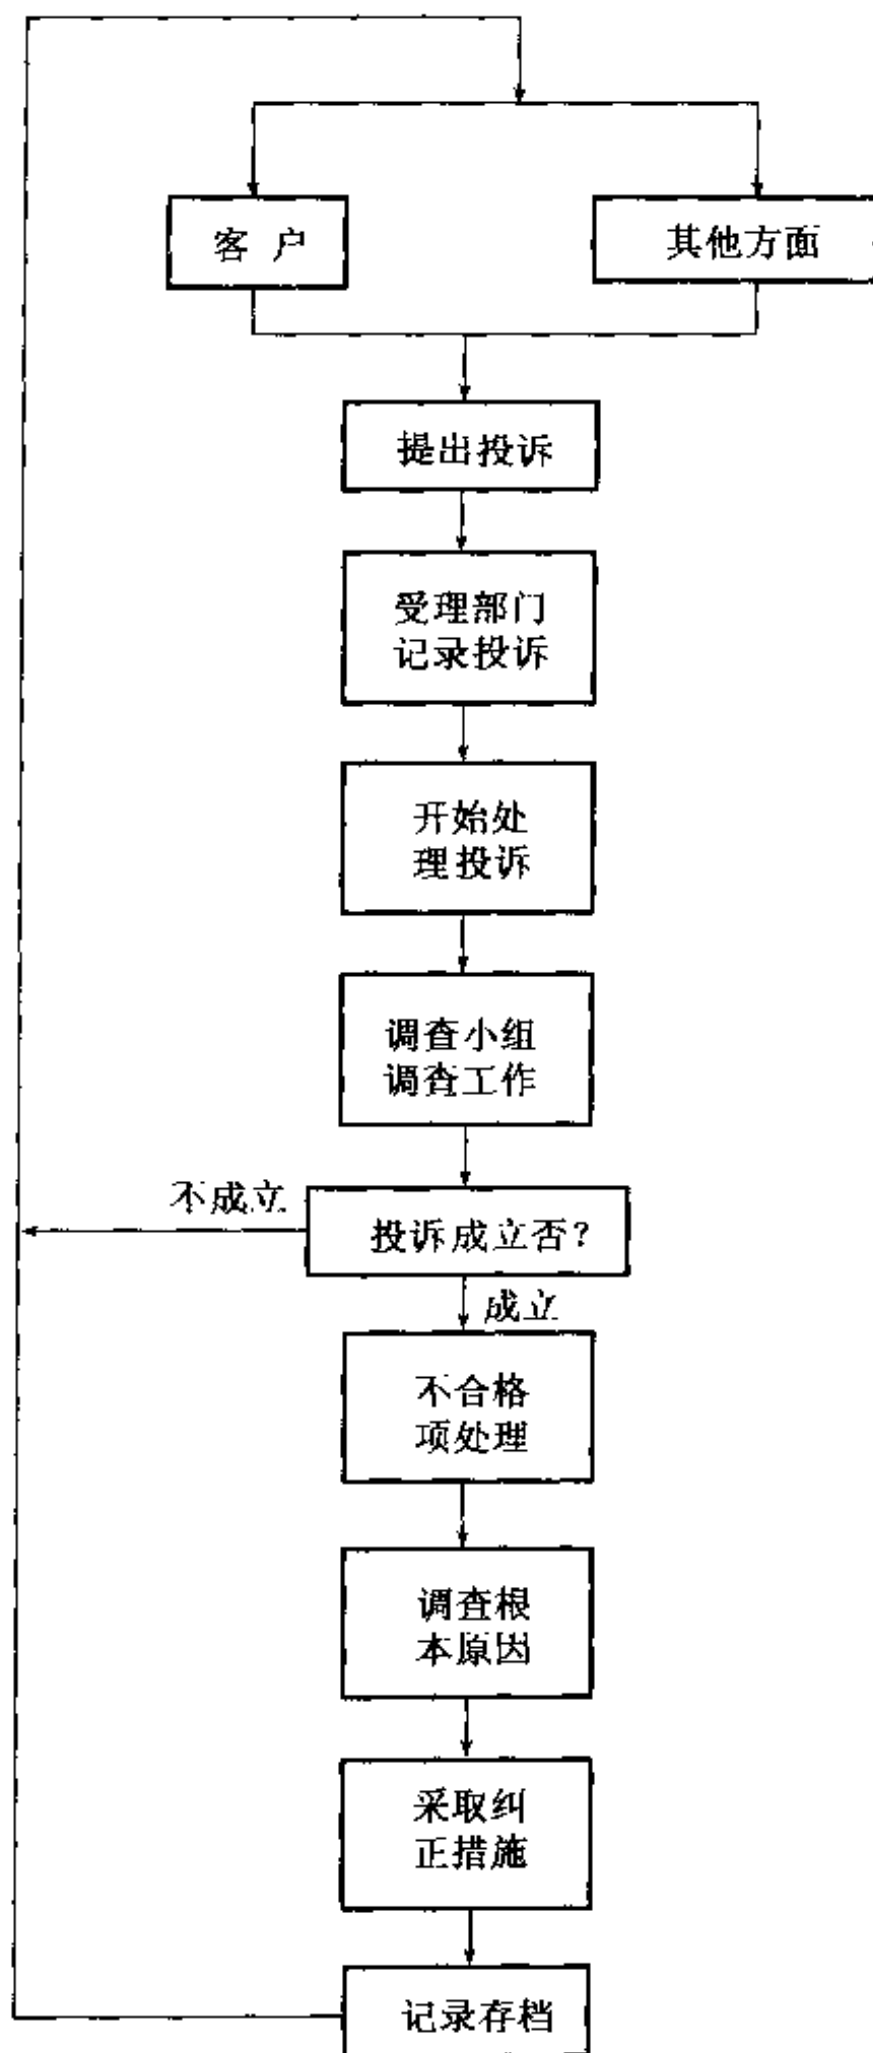 客 户
其他方面
提出投诉
受理部门
记录投诉
开始处
理投诉
调查小组
调查工作
不成立
投诉成立否?
成立
不合格
项处理
调查根
本原因
采取纠
正措施
记录存档